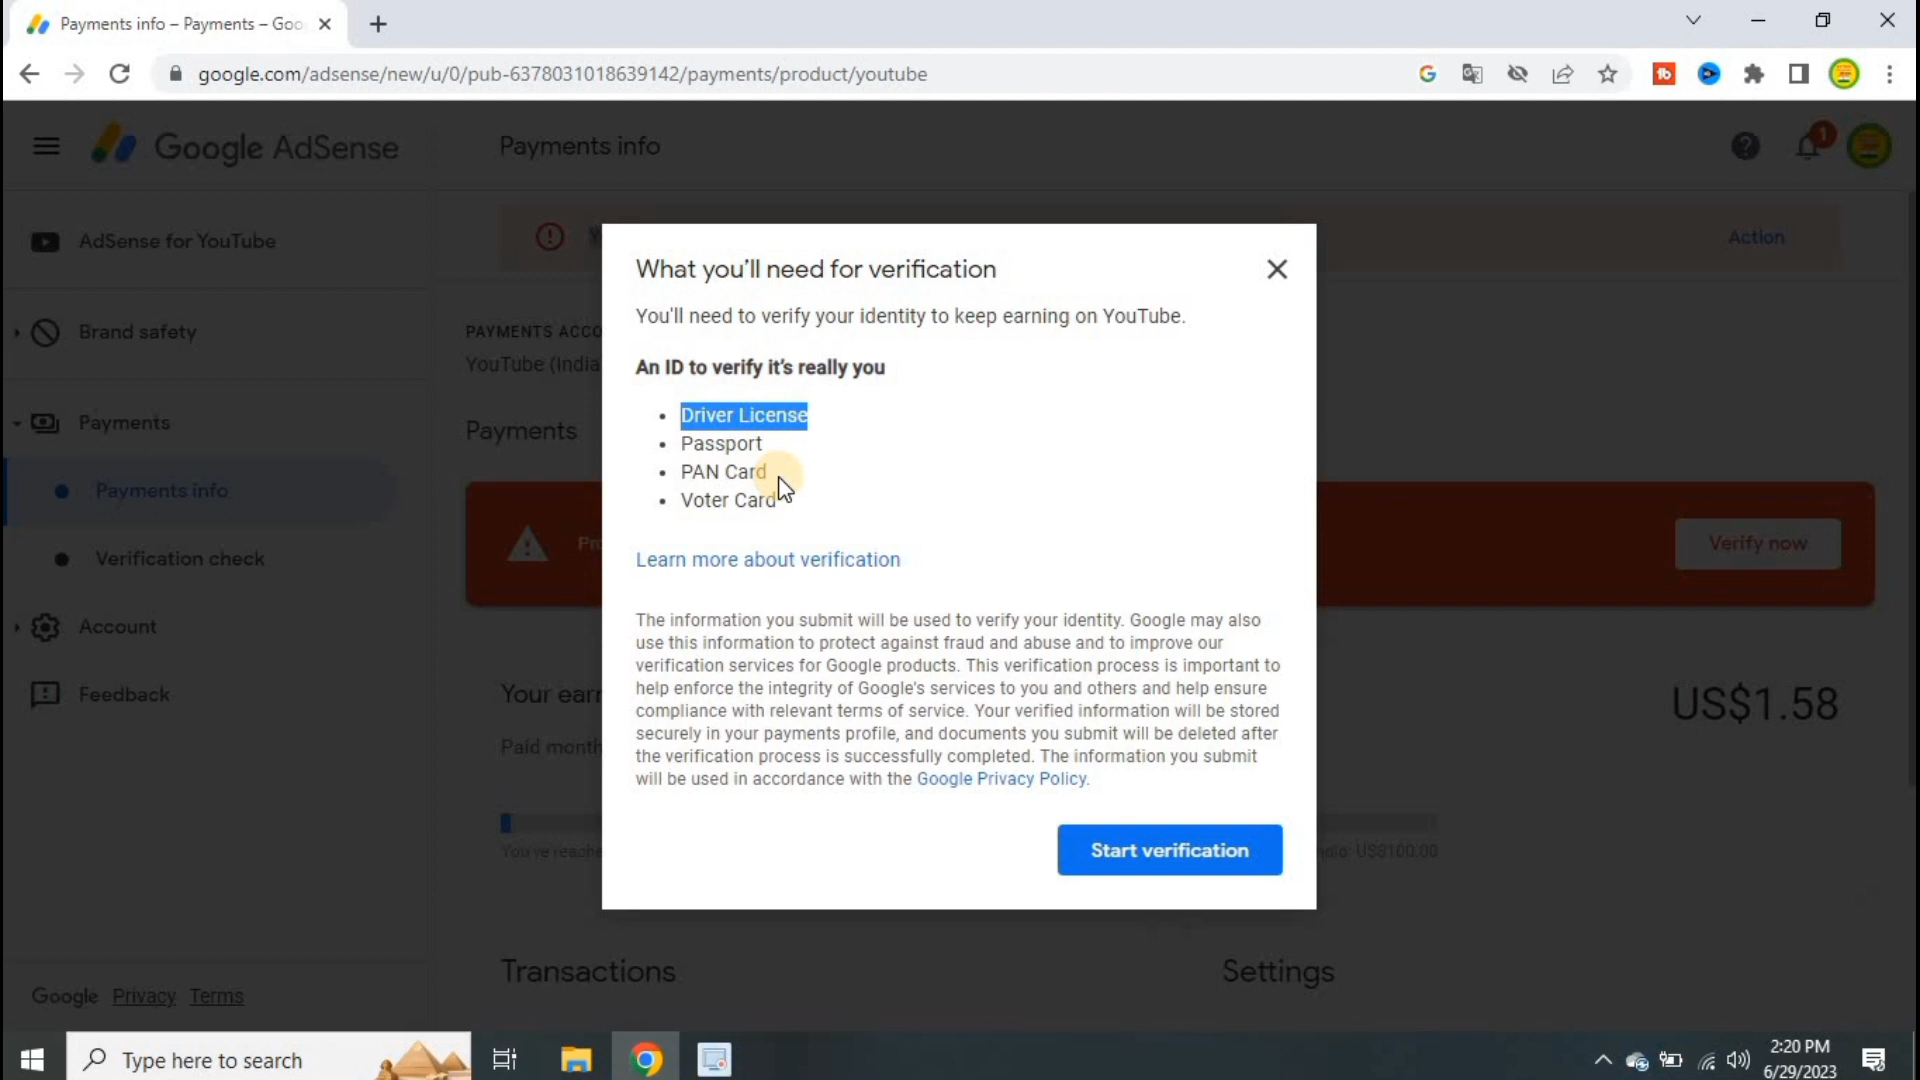 Payments info – Payments – Goo
google.com/adsense/new/u/0/pub-6378031018639142/payments/product/youtube
Google AdSense
Payments info
1
AdSense for YouTube
Action
Brand safety
PAYMENTS ACCO
YouTube (India
Payments
Payments
Payments info
Verify now
Verification check
Account
Feedback
Your earn
US$1.58
Paid month
You've reache
US$100.00
Transactions
Settings
Google Privacy Terms
What you'll need for verification
You'll need to verify your identity to keep earning on YouTube.
An ID to verify it's really you
• Driver License
• Passport
• PAN Card
• Voter Card
Learn more about verification
The information you submit will be used to verify your identity. Google may also
use this information to protect against fraud and abuse and to improve our
verification services for Google products. This verification process is important to
help enforce the integrity of Google's services to you and others and help ensure
compliance with relevant terms of service. Your verified information will be stored
securely in your payments profile, and documents you submit will be deleted after
the verification process is successfully completed. The information you submit
will be used in accordance with the Google Privacy Policy.
Start verification
Type here to search
2:20 PM
6/29/2023